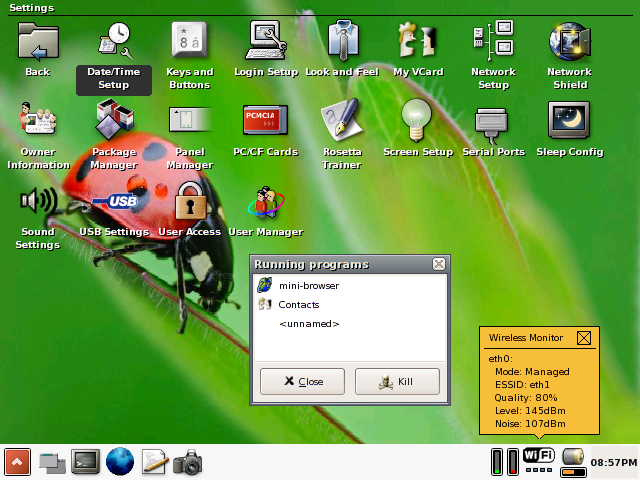 Settings
Back
Date/Time
Setup
Keys and
Buttons
Login Setup
Look and Feel
My VCard
Network
Setup
Network
Shield
Owner
Information
Package
Manager
Panel
Manager
PCMCIA
PC/CF Cards
Rosetta
Trainer
Screen Setup
Serial Ports
Sleep Config
Sound
Settings
USB
USB Settings
User Access
User Manager
Running programs
mini-browser
Contacts
<unnamed>
Close
Kill
Wireless Monitor
eth0:
Mode: Managed
ESSID: eth1
Quality: 80%
Level: 145dBm
Noise: 107dBm
WiFi
08:57PM